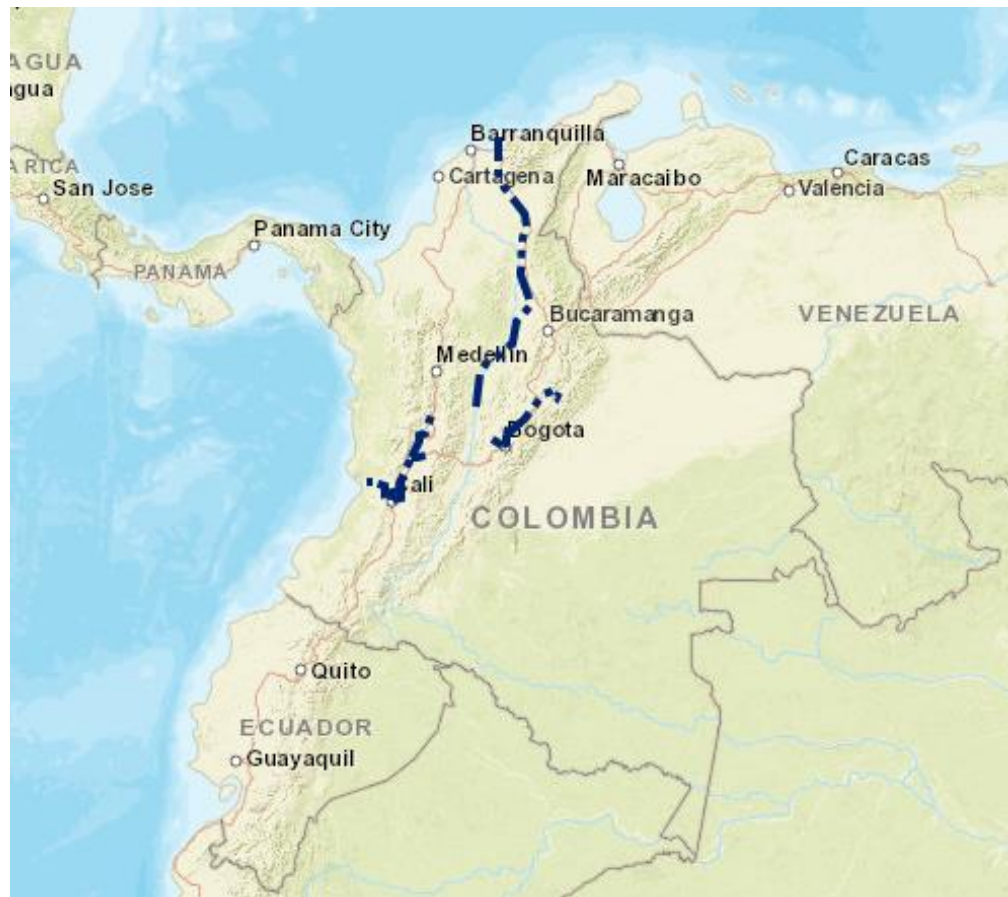 AGUA
agua
A RICA
San Jose
Panama City
PANAMA
Barranquilla
Cartagena
Maracaibo
Caracas
Valencia
Bucaramanga
VENEZUELA
Medellin
Bogota
Cali
COLOMBIA
Quito
ECUADOR
Guayaquil